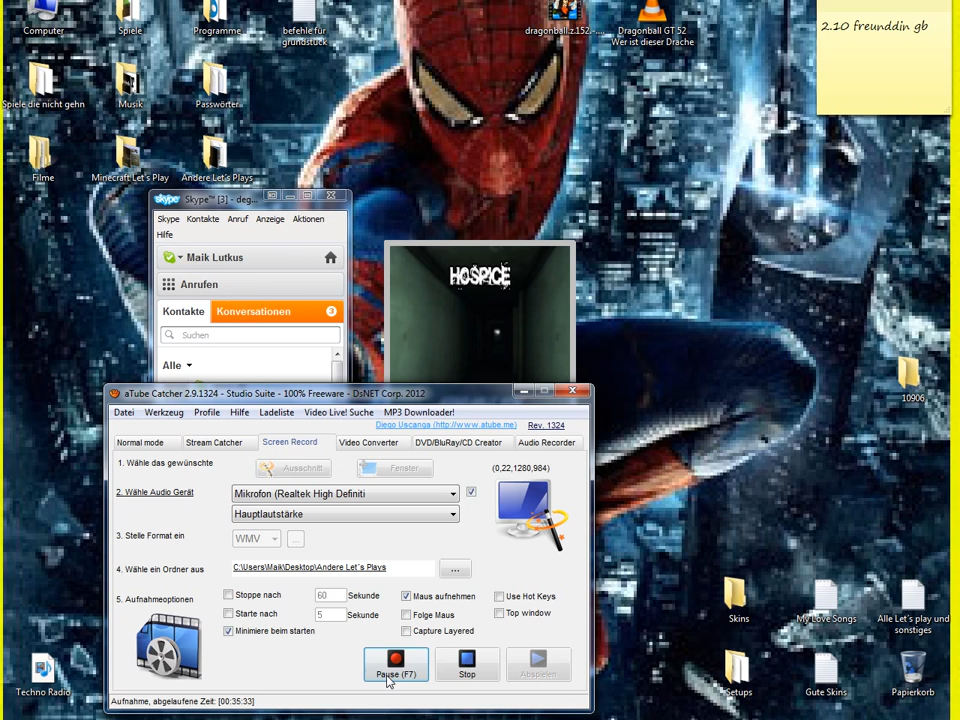 Computer
Spiele
Programme
befehle für
grundstück
dragonball.z.152.-....
Dragonball GT 52
Wer ist dieser Drache
2.10 freunddin gb
Spiele die nicht gehn
Musik
Passwörter
Filme
Minecraft Let´s Play
Andere Let´s Plays
skype Skype™ [3] - deg...
Skype Kontakte Anruf Anzeige Aktionen
Hilfe
Maik Lutkus
Anrufen
Kontakte Konversationen 3
Suchen
Alle
HOSPICE
10906
aTube Catcher 2.9.1324 - Studio Suite - 100% Freeware - DsNET Corp. 2012
Datei Werkzeug Profile Hilfe Ladeliste Video Live! Suche MP3 Downloader!
Diego Uscanga (http://www.atube.me) Rev. 1324
Normal mode Stream Catcher Screen Record Video Converter DVD/BluRay/CD Creator Audio Recorder
1. Wähle das gewünschte Ausschnitt Fenster (0,22,1280,984)
2. Wähle Audio Gerät Mikrofon (Realtek High Definiti
Hauptlautstärke
3. Stelle Format ein WMV ...
4. Wähle ein Ordner aus C:\Users\Maik\Desktop\Andere Let´s Plays ...
5. Aufnahmeoptionen Stoppe nach 60 Sekunde Maus aufnehmen Use Hot Keys
Starte nach 5 Sekunde Folge Maus Top window
Minimiere beim starten Capture Layered
Pause (F7) Stop Abspielen
Aufnahme, abgelaufene Zeit: [00:35:33]
Skins
My Love Songs
Alle Let´s play und
sonstiges
Techno Radio
Setups
Gute Skins
Papierkorb